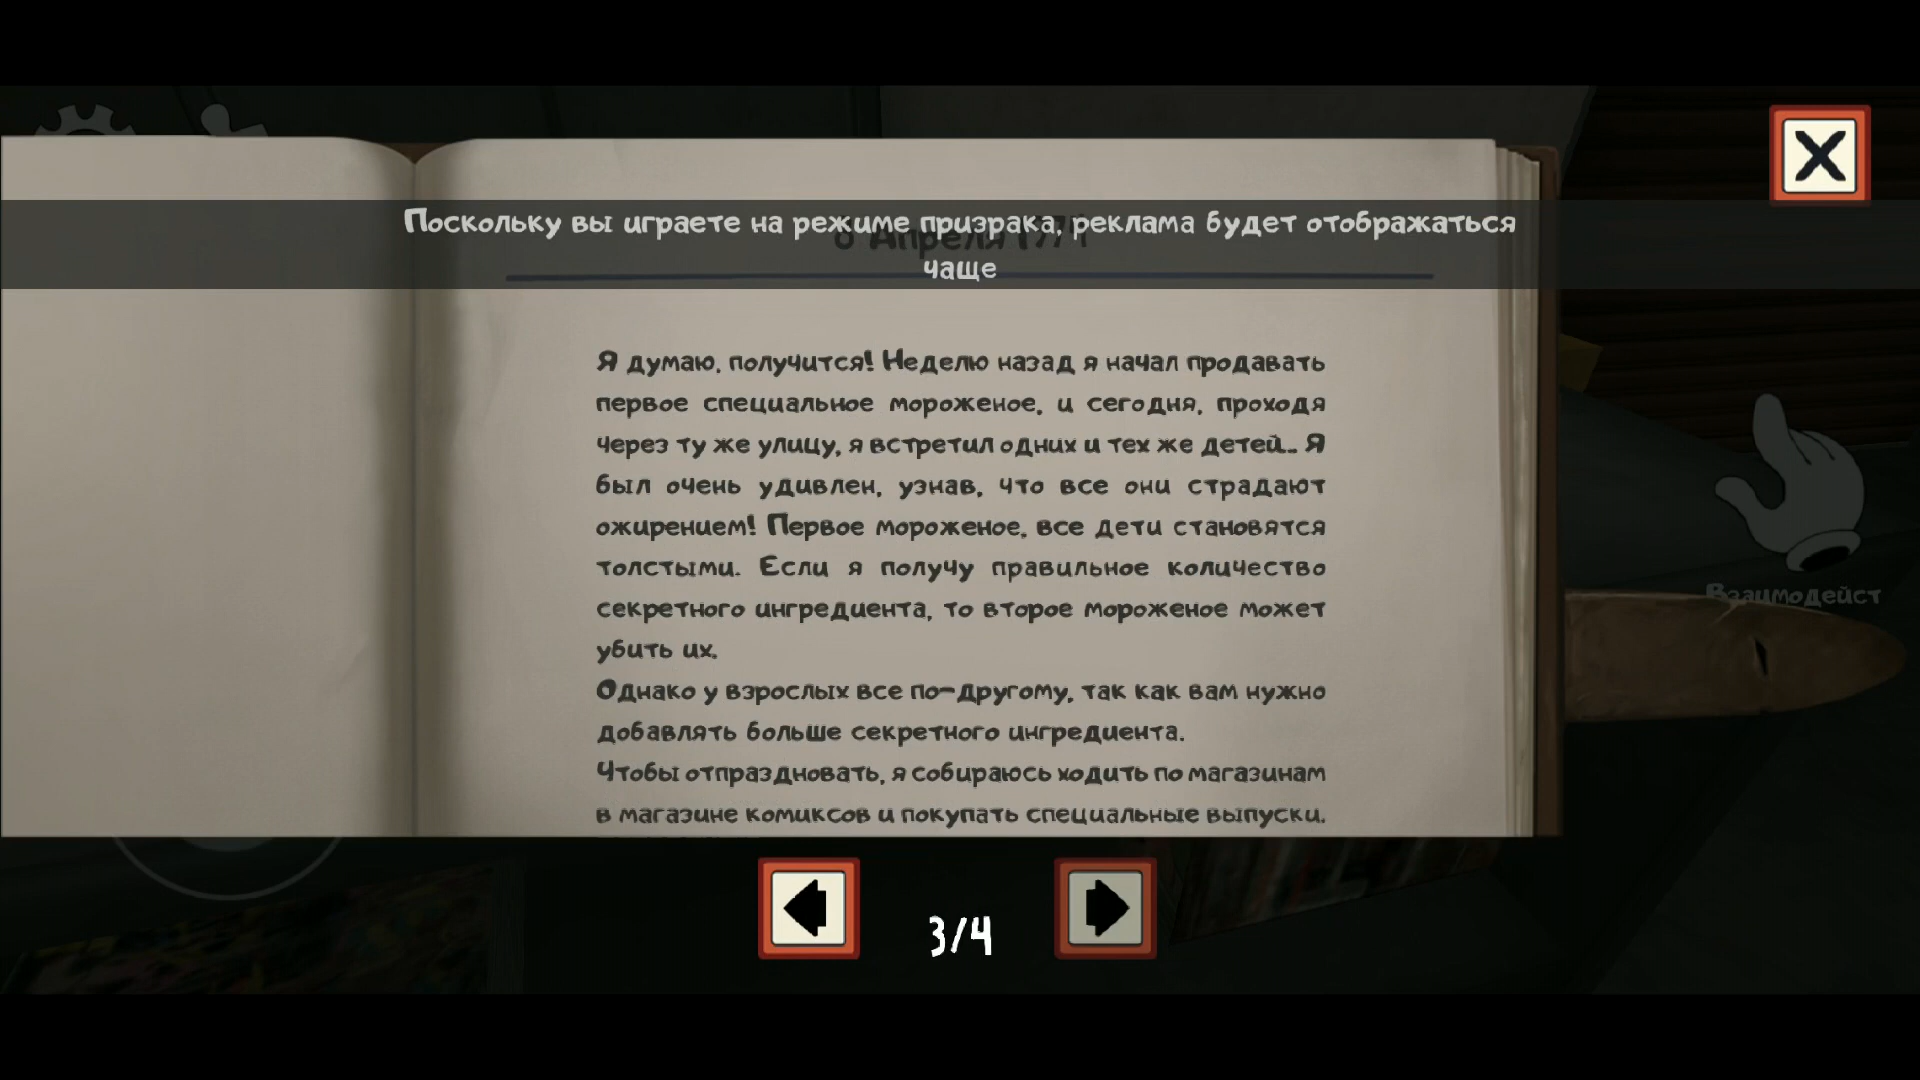 Поскольку вы играете на режиме призрака, реклама будет отображаться
чаще
Апреля
Я думаю, получится! Неделю назад я начал продавать
первое специальное мороженое, и сегодня, проходя
через ту же улицу, я встретил одних и тех же детей... Я
был очень удивлен, узнав, что все они страдают
ожирением! Первое мороженое, все дети становятся
толстыми. Если я получу правильное количество
секретного ингредиента, то второе мороженое может
убить их.
Однако у взрослых все по-другому, так как вам нужно
добавлять больше секретного ингредиента.
Чтобы отпраздновать, я собираюсь ходить по магазинам
в магазине комиксов и покупать специальные выпуски.
Взаимодейст
3/4